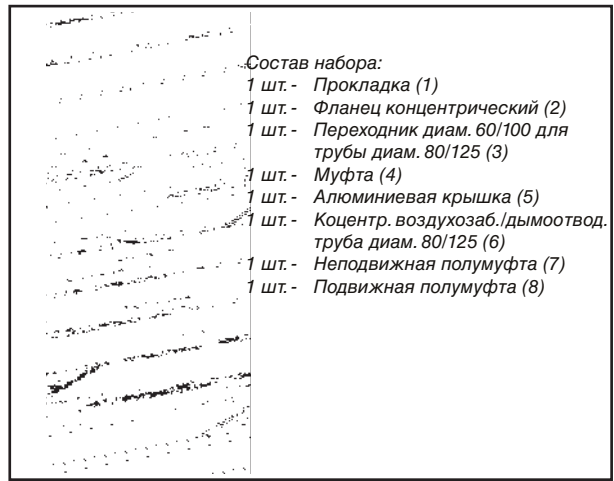 Состав набора:
1 шт. - Прокладка (1)
1 шт. - Фланец концентрический (2)
1 шт. - Переходник диам. 60/100 для
трубы диам. 80/125 (3)
1 шт. - Муфта (4)
1 шт. - Алюминиевая крышка (5)
1 шт. - Коцентр. воздухозаб./дымоотвод.
труба диам. 80/125 (6)
1 шт. - Неподвижная полумуфта (7)
1 шт. - Подвижная полумуфта (8)